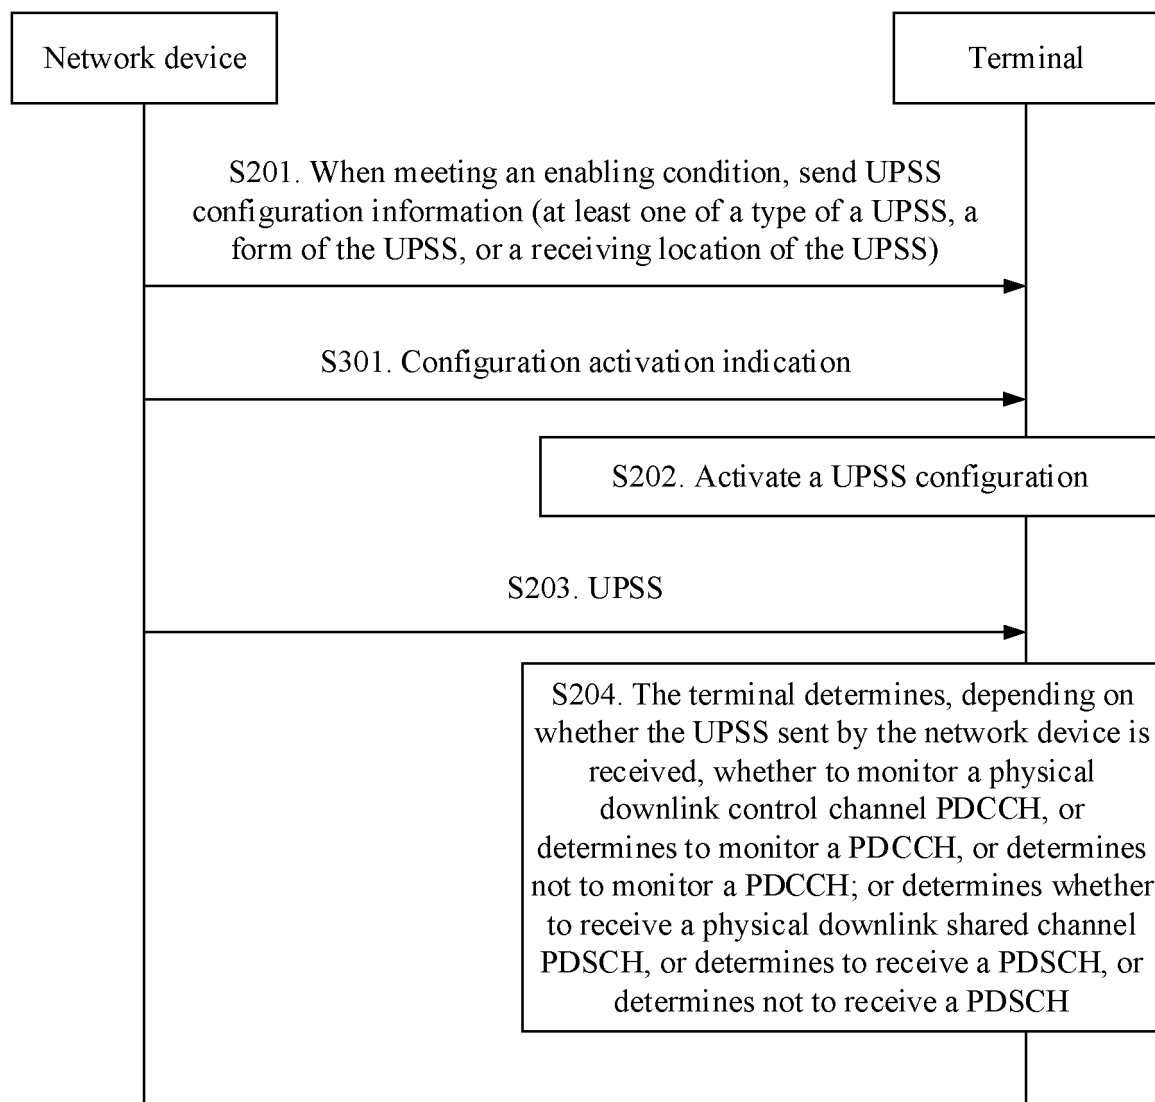 Network device
Terminal
S201. When meeting an enabling condition, send UPSS
configuration information (at least one of a type of a UPSS, a
form of the UPSS, or a receiving location of the UPSS)
S301. Configuration activation indication
S202. Activate a UPSS configuration
S203. UPSS
S204. The terminal determines, depending on
whether the UPSS sent by the network device is
received, whether to monitor a physical
downlink control channel PDCCH, or
determines to monitor a PDCCH, or determines
not to monitor a PDCCH; or determines whether
to receive a physical downlink shared channel
PDSCH, or determines to receive a PDSCH, or
determines not to receive a PDSCH